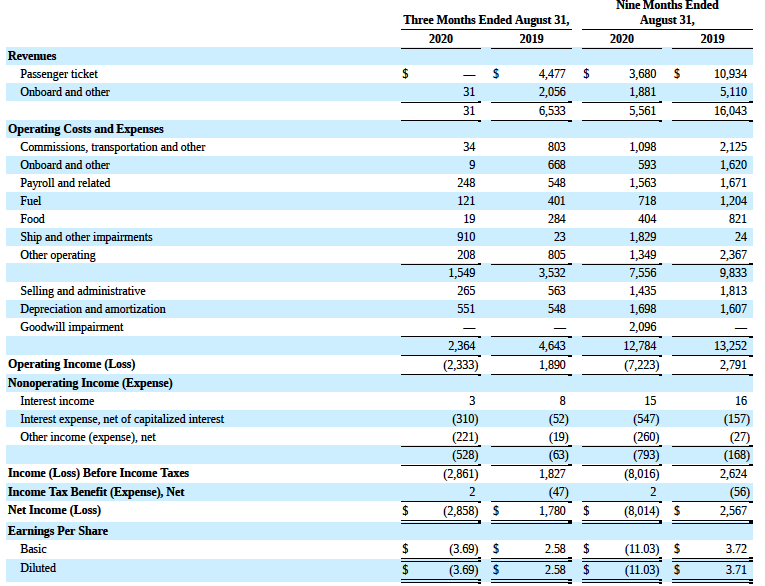 Nine Months Ended
Three Months Ended August 31, August 31,
2020 2019 2020 2019
Revenues
Passenger ticket $ — $ 4,477 $ 3,680 $ 10,934
Onboard and other 31 2,056 1,881 5,110
31 6,533 5,561 16,043
Operating Costs and Expenses
Commissions, transportation and other 34 803 1,098 2,125
Onboard and other 9 668 593 1,620
Payroll and related 248 548 1,563 1,671
Fuel 121 401 718 1,204
Food 19 284 404 821
Ship and other impairments 910 23 1,829 24
Other operating 208 805 1,349 2,367
1,549 3,532 7,556 9,833
Selling and administrative 265 563 1,435 1,813
Depreciation and amortization 551 548 1,698 1,607
Goodwill impairment — — 2,096 —
2,364 4,643 12,784 13,252
Operating Income (Loss) (2,333) 1,890 (7,223) 2,791
Nonoperating Income (Expense)
Interest income 3 8 15 16
Interest expense, net of capitalized interest (310) (52) (547) (157)
Other income (expense), net (221) (19) (260) (27)
(528) (63) (793) (168)
Income (Loss) Before Income Taxes (2,861) 1,827 (8,016) 2,624
Income Tax Benefit (Expense), Net 2 (47) 2 (56)
Net Income (Loss) $ (2,858) $ 1,780 $ (8,014) $ 2,567
Earnings Per Share
Basic $ (3.69) $ 2.58 $ (11.03) $ 3.72
Diluted $ (3.69) $ 2.58 $ (11.03) $ 3.71